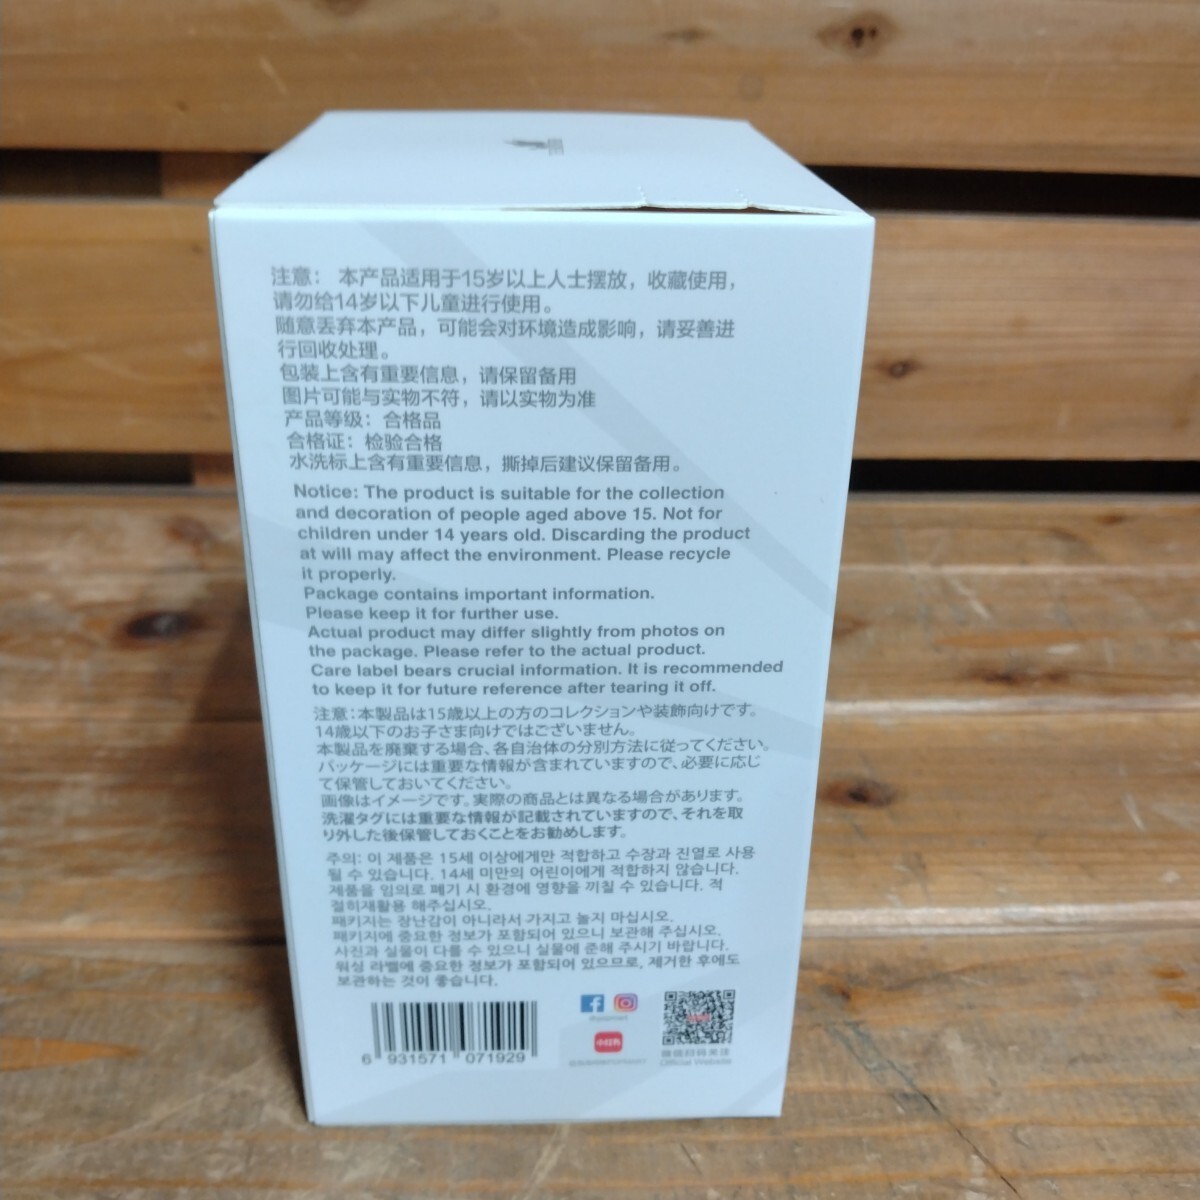 注意： 本产品适用于15岁以上人士摆放，收藏使用，
请勿给14岁以下儿童进行使用。
随意丢弃本产品，可能会对环境造成影响，请妥善进
行回收处理。
包装上含有重要信息，请保留备用
图片可能与实物不符，请以实物为准
产品等级：合格品
合格证：检验合格
水洗标上含有重要信息，撕掉后建议保留备用。
Notice: The product is suitable for the collection
and decoration of people aged above 15. Not for
children under 14 years old. Discarding the product
at will may affect the environment. Please recycle
it properly.
Package contains important information.
Please keep it for further use.
Actual product may differ slightly from photos on
the package. Please refer to the actual product.
Care label bears crucial information. It is recommended
to keep it for future reference after tearing it off.
注意：本製品は15歳以上の方のコレクションや装飾向けです。
14歳以下のお子さま向けではございません。
本製品を廃棄する場合、各自治体の分別方法に従ってください。
パッケージには重要な情報が含まれていますので、必要に応じ
て保管しておいてください。
画像はイメージです。実際の商品とは異なる場合があります。
洗濯タグには重要な情報が記載されていますので、それを取
り外した後保管しておくことをお勧めします。
주의: 이 제품은 15세 이상에게만 적합하고 수장과 진열로 사용
될 수 있습니다. 14세 미만의 어린이에게 적합하지 않습니다.
제품을 임의로 폐기 시 환경에 영향을 끼칠 수 있습니다. 적
절히재활용 해주십시오.
패키지는 장난감이 아니라서 가지고 놀지 마십시오.
패키지에 중요한 정보가 포함되어 있으니 보관해 주십시오.
사진과 실물이 다를 수 있으니 실물에 준해 주시기 바랍니다.
워싱 라벨에 중요한 정보가 포함되어 있으므로, 제거한 후에도
보관하는 것이 좋습니다.
小红书
6 931571 071929
微信扫码关注
Official Website